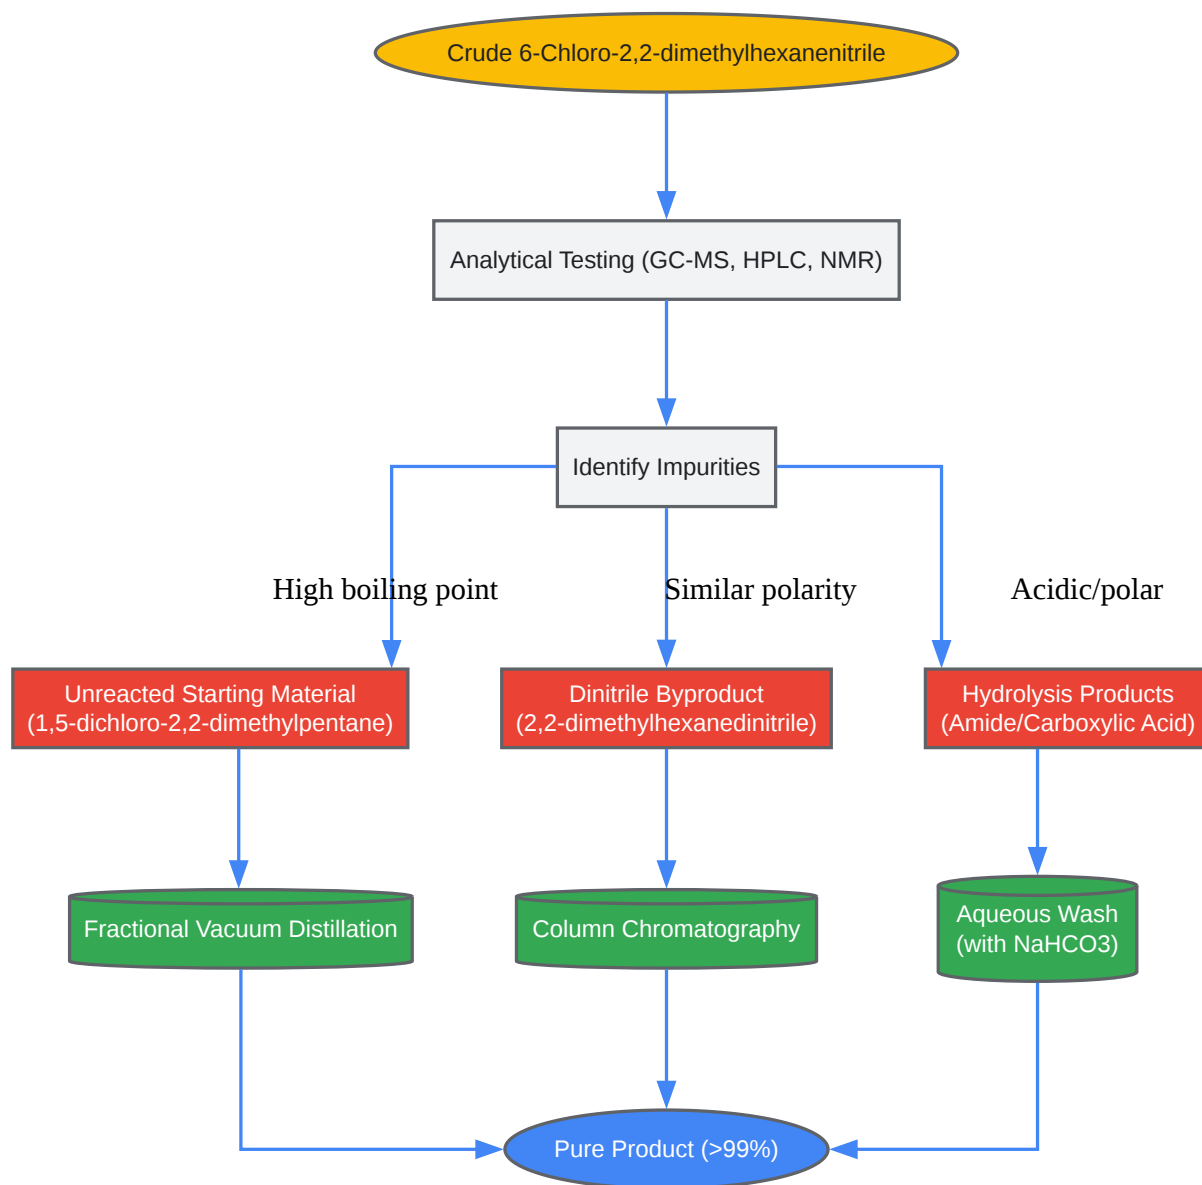 Crude 6-Chloro-2,2-dimethylhexanenitrile
Analytical Testing (GC-MS, HPLC, NMR)
Identify Impurities
High boiling point
Similar polarity
Acidic/polar
Unreacted Starting Material
(1,5-dichloro-2,2-dimethylpentane)
Dinitrile Byproduct
(2,2-dimethylhexanedinitrile)
Hydrolysis Products
(Amide/Carboxylic Acid)
Fractional Vacuum Distillation
Column Chromatography
Aqueous Wash
(with NaHCO3)
Pure Product (>99%)